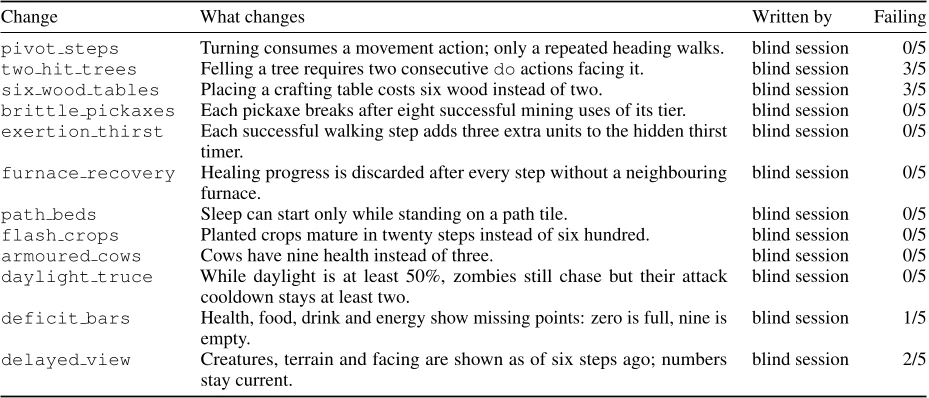 Change What changes Written by Failing
pivot_steps Turning consumes a movement action; only a repeated heading walks. blind session 0/5
two_hit_trees Felling a tree requires two consecutive do actions facing it. blind session 3/5
six_wood_tables Placing a crafting table costs six wood instead of two. blind session 3/5
brittle_pickaxes Each pickaxe breaks after eight successful mining uses of its tier. blind session 0/5
exertion_thirst Each successful walking step adds three extra units to the hidden thirst blind session 0/5
timer.
furnace_recovery Healing progress is discarded after every step without a neighbouring blind session 0/5
furnace.
path_beds Sleep can start only while standing on a path tile. blind session 0/5
flash_crops Planted crops mature in twenty steps instead of six hundred. blind session 0/5
armoured_cows Cows have nine health instead of three. blind session 0/5
daylight_truce While daylight is at least 50%, zombies still chase but their attack blind session 0/5
cooldown stays at least two.
deficit_bars Health, food, drink and energy show missing points: zero is full, nine is blind session 1/5
empty.
delayed_view Creatures, terrain and facing are shown as of six steps ago; numbers blind session 2/5
stay current.